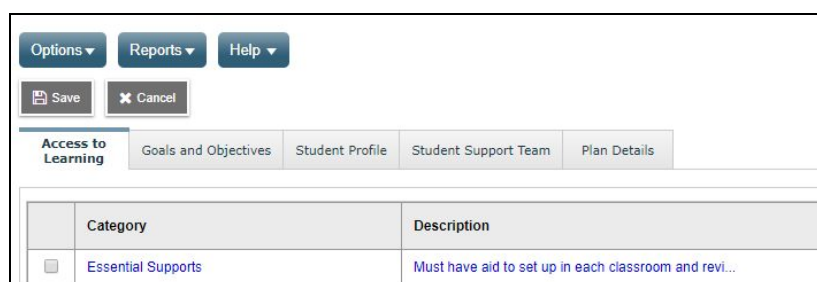 Options Reports Help
Save Cancel
Access to Learning Goals and Objectives Student Profile Student Support Team Plan Details
Category Description
Essential Supports Must have aid to set up in each classroom and revi...